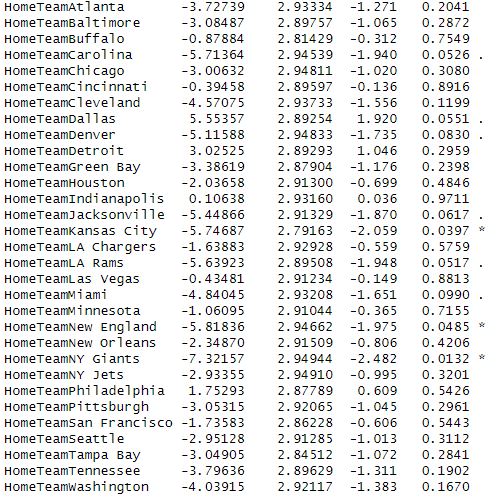 HomeTeamAtlanta -3.72739 2.93334 -1.271 0.2041
HomeTeamBaltimore -3.08487 2.89757 -1.065 0.2872
HomeTeamBuffalo -0.87884 2.81429 -0.312 0.7549
HomeTeamCarolina -5.71364 2.94539 -1.940 0.0526 .
HomeTeamChicago -3.00632 2.94811 -1.020 0.3080
HomeTeamCincinnati -0.39458 2.89597 -0.136 0.8916
HomeTeamCleveland -4.57075 2.93733 -1.556 0.1199
HomeTeamDallas 5.55357 2.89254 1.920 0.0551 .
HomeTeamDenver -5.11588 2.94833 -1.735 0.0830 .
HomeTeamDetroit 3.02525 2.89293 1.046 0.2959
HomeTeamGreen Bay -3.38619 2.87904 -1.176 0.2398
HomeTeamHouston -2.03658 2.91300 -0.699 0.4846
HomeTeamIndianapolis 0.10638 2.93160 0.036 0.9711
HomeTeamJacksonville -5.44866 2.91329 -1.870 0.0617 .
HomeTeamKansas City -5.74687 2.79163 -2.059 0.0397 *
HomeTeamLA Chargers -1.63883 2.92928 -0.559 0.5759
HomeTeamLA Rams -5.63923 2.89508 -1.948 0.0517 .
HomeTeamLas Vegas -0.43481 2.91234 -0.149 0.8813
HomeTeamMiami -4.84045 2.93208 -1.651 0.0990 .
HomeTeamMinnesota -1.06095 2.91044 -0.365 0.7155
HomeTeamNew England -5.81836 2.94662 -1.975 0.0485 *
HomeTeamNew Orleans -2.34870 2.91509 -0.806 0.4206
HomeTeamNY Giants -7.32157 2.94944 -2.482 0.0132 *
HomeTeamNY Jets -2.93355 2.94910 -0.995 0.3201
HomeTeamPhiladelphia 1.75293 2.87789 0.609 0.5426
HomeTeamPittsburgh -3.05315 2.92065 -1.045 0.2961
HomeTeamSan Francisco -1.73583 2.86228 -0.606 0.5443
HomeTeamSeattle -2.95128 2.91285 -1.013 0.3112
HomeTeamTampa Bay -3.04905 2.84512 -1.072 0.2841
HomeTeamTennessee -3.79636 2.89629 -1.311 0.1902
HomeTeamWashington -4.03915 2.92117 -1.383 0.1670